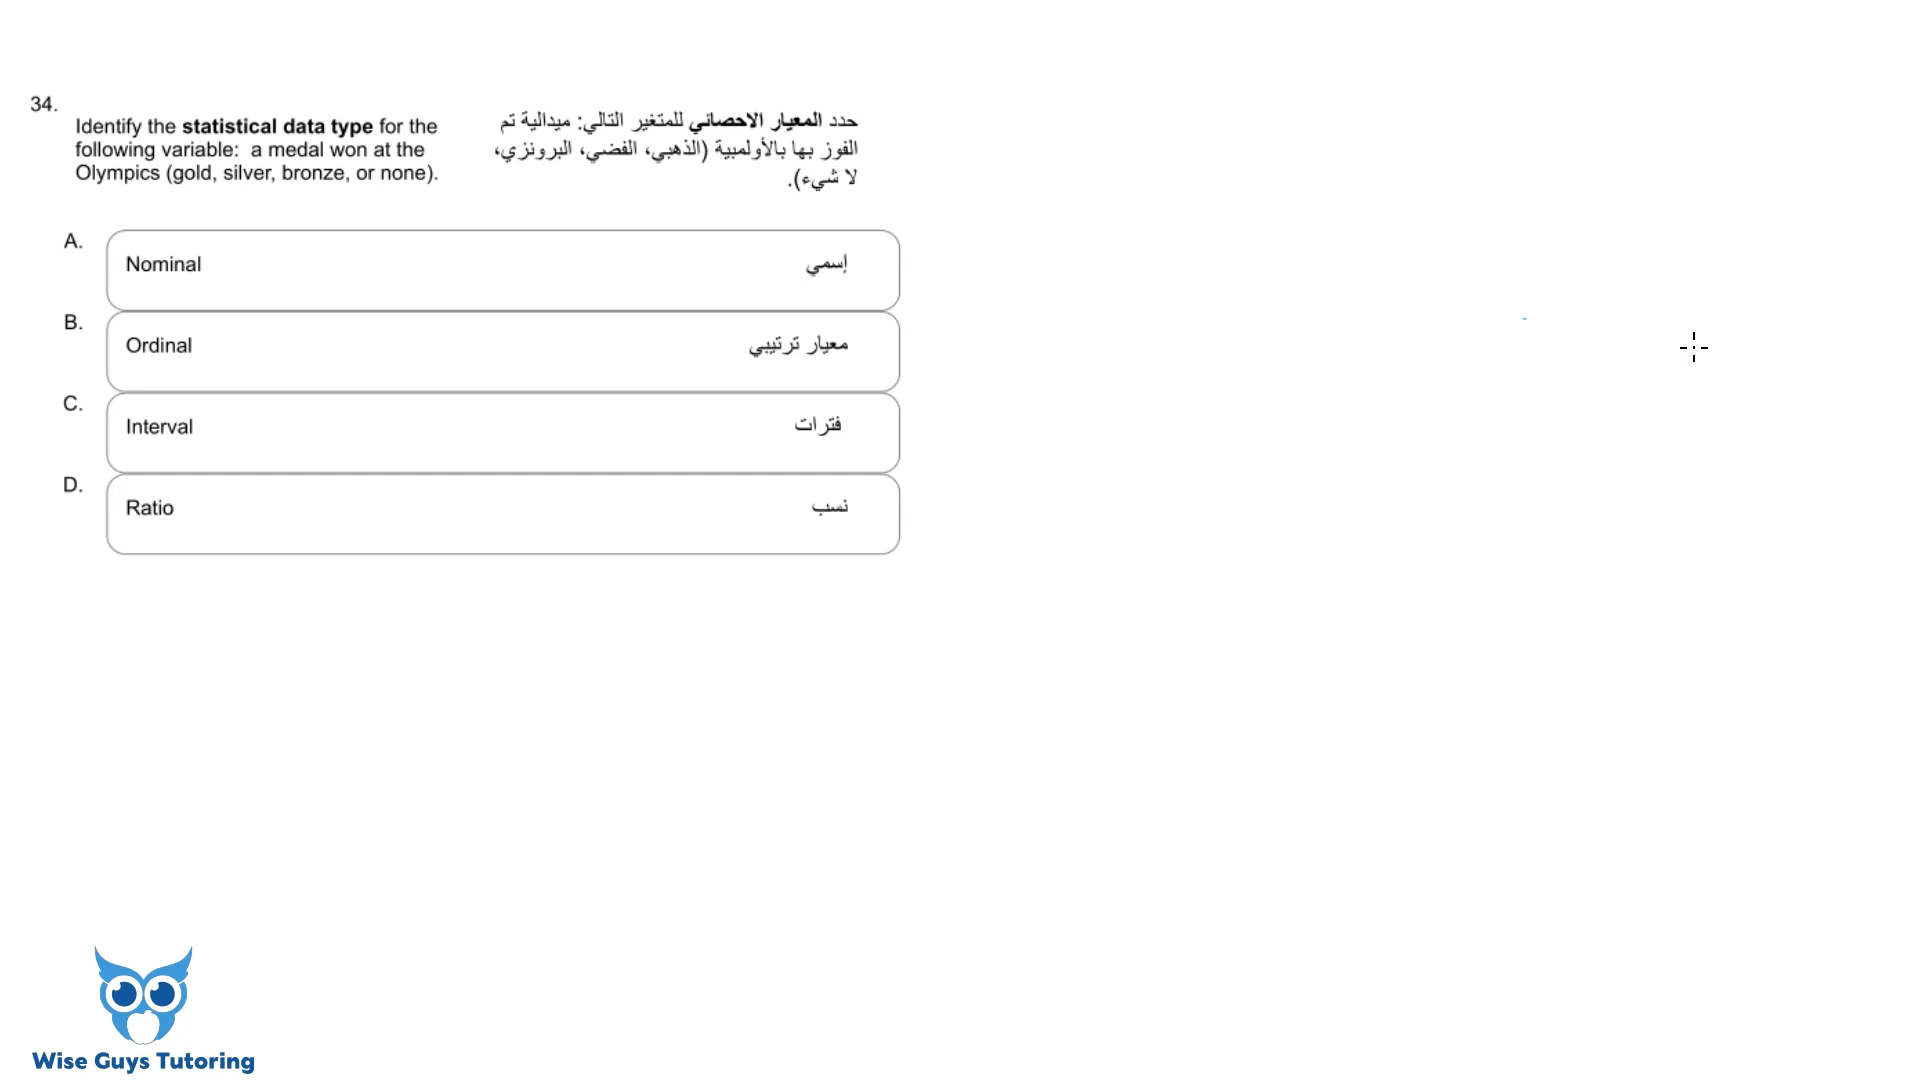 34.
Identify the statistical data type for the
following variable:  a medal won at the
Olympics (gold, silver, bronze, or none).
حدد المعيار الاحصائي للمتغير التالي: ميدالية تم
الفوز بها بالأولمبية (الذهبي، الفضي، البرونزي،
لا شيء).
A.
Nominal
إسمي
B.
Ordinal
معيار ترتيبي
C.
Interval
فترات
D.
Ratio
نسب
Wise Guys Tutoring